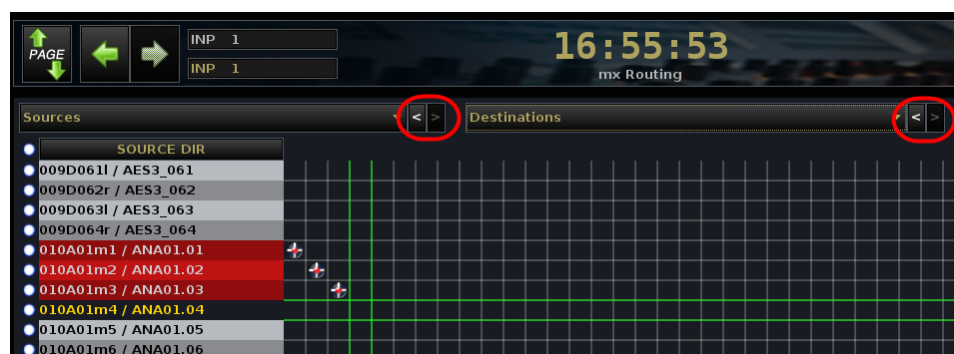 PAGE
INP 1
INP 1
16:55:53
mx Routing
Sources < >
Destinations < >
SOURCE DIR
009D061l / AES3_061
009D062r / AES3_062
009D063l / AES3_063
009D064r / AES3_064
010A01m1 / ANA01.01
010A01m2 / ANA01.02
010A01m3 / ANA01.03
010A01m4 / ANA01.04
010A01m5 / ANA01.05
010A01m6 / ANA01.06